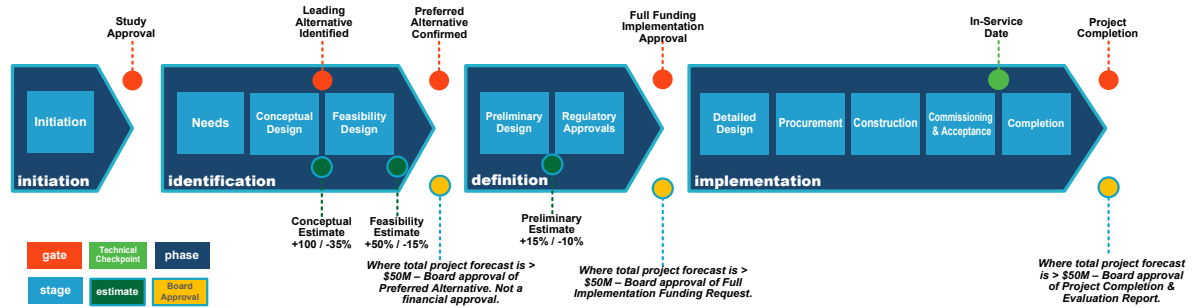 Study
Approval
Leading
Alternative
Identified
Preferred
Alternative
Confirmed
Full Funding
Implementation
Approval
In-Service
Date
Project
Completion
Initiation
initiation
Needs
Conceptual
Design
Feasibility
Design
identification
Preliminary
Design
Regulatory
Approvals
definition
Detailed
Design
Procurement
Construction
Commissioning
& Acceptance
Completion
implementation
Conceptual
Estimate
+100 / -35%
Feasibility
Estimate
+50% / -15%
Preliminary
Estimate
+15% / -10%
Where total project forecast is >
$50M – Board approval of
Preferred Alternative. Not a
financial approval.
Where total project forecast is >
$50M – Board approval of Full
Implementation Funding Request.
Where total project forecast
is > $50M – Board approval
of Project Completion &
Evaluation Report.
gate
Technical
Checkpoint
phase
stage
estimate
Board
Approval